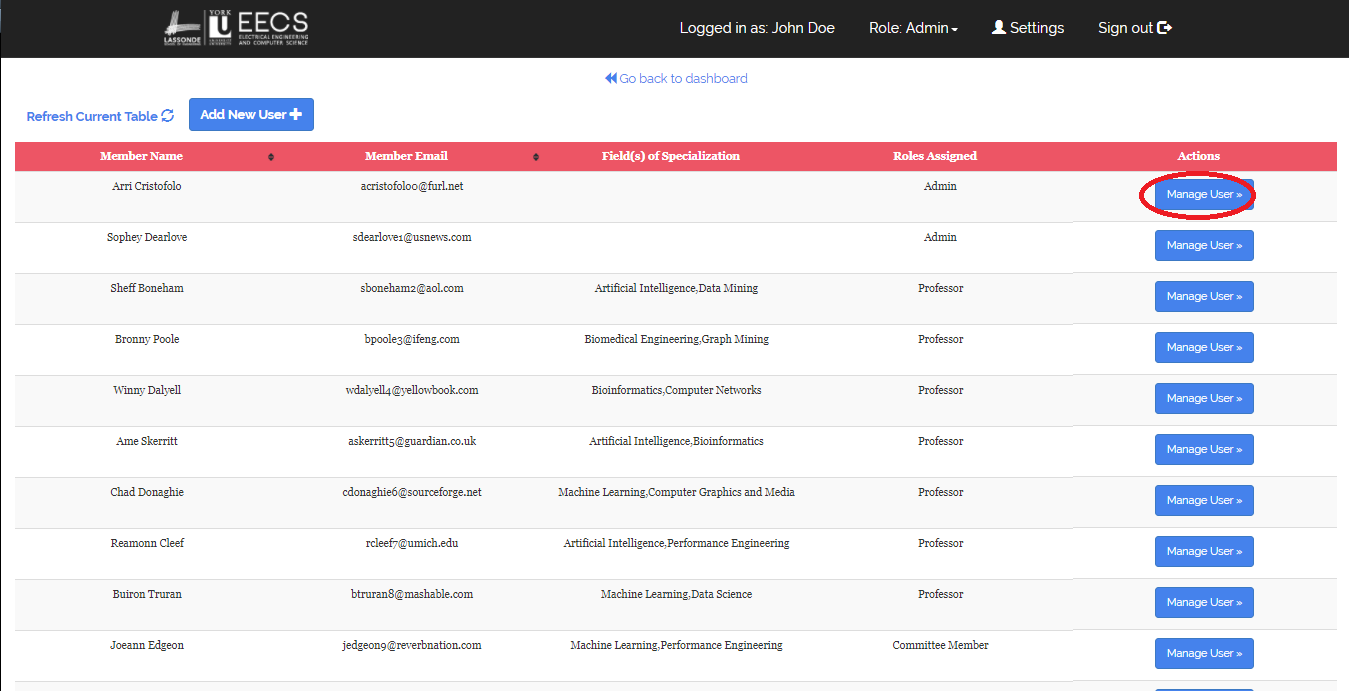 LASSONDE YORK U EECS ELECTRICAL ENGINEERING AND COMPUTER SCIENCE Logged in as: John Doe Role: Admin Settings Sign out
Go back to dashboard
Refresh Current Table Add New User
Member Name Member Email Field(s) of Specialization Roles Assigned Actions
Arri Cristofolo acristofolo0@furl.net Admin Manage User »
Sophey Dearlove sdearlove1@usnews.com Admin Manage User »
Sheff Boneham sboneham2@aol.com Artificial Intelligence,Data Mining Professor Manage User »
Bronny Poole bpoole3@ifeng.com Biomedical Engineering,Graph Mining Professor Manage User »
Winny Dalyell wdalyell4@yellowbook.com Bioinformatics,Computer Networks Professor Manage User »
Ame Skerritt askerritt5@guardian.co.uk Artificial Intelligence,Bioinformatics Professor Manage User »
Chad Donaghie cdonaghie6@sourceforge.net Machine Learning,Computer Graphics and Media Professor Manage User »
Reamonn Cleef rcleef7@umich.edu Artificial Intelligence,Performance Engineering Professor Manage User »
Buiron Truran btruran8@mashable.com Machine Learning,Data Science Professor Manage User »
Joeann Edgeon jedgeon9@reverbnation.com Machine Learning,Performance Engineering Committee Member Manage User »